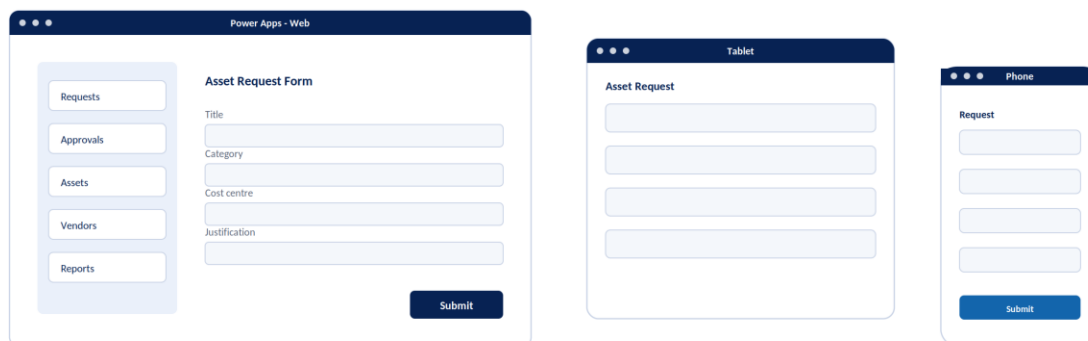 Power Apps - Web
Requests
Approvals
Assets
Vendors
Reports
Asset Request Form
Title
Category
Cost centre
Justification
Submit
Tablet
Asset Request
Phone
Request
Submit